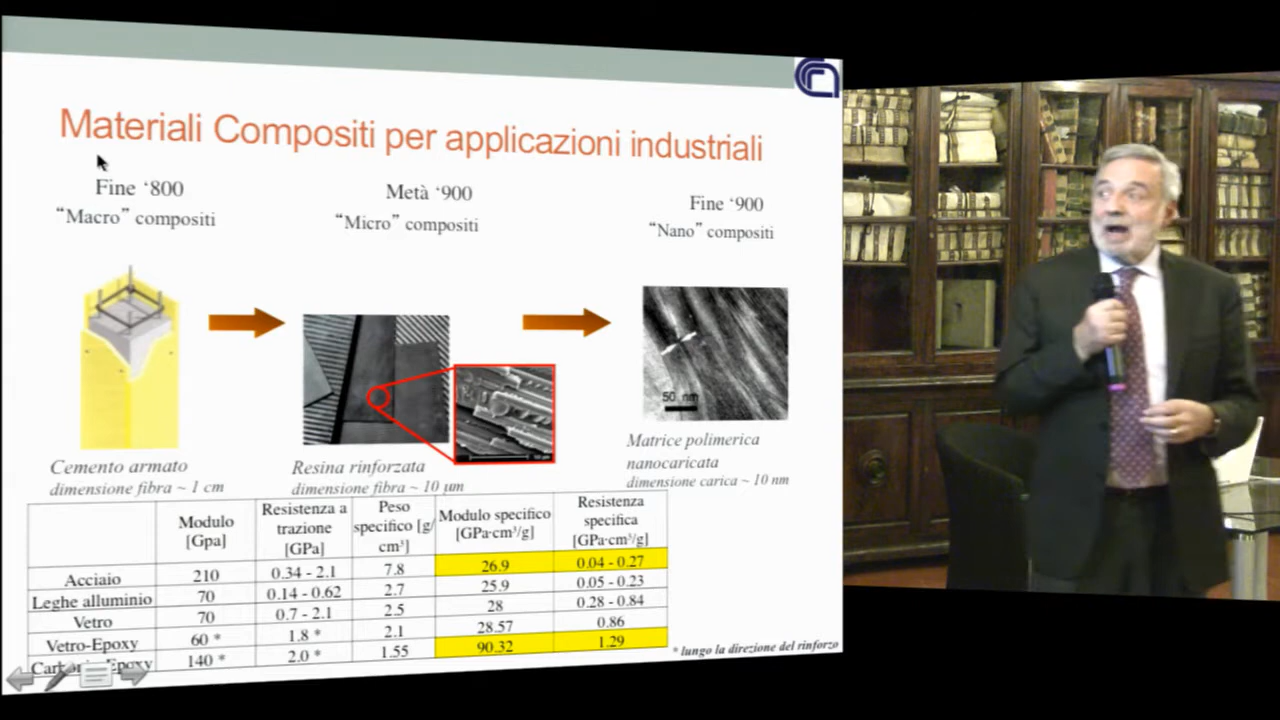 Materiali Compositi per applicazioni industriali
Fine ‘800
“Macro” compositi
Metà ‘900
“Micro” compositi
Fine ‘900
“Nano” compositi
50 nm
Cemento armato
dimensione fibra ~ 1 cm
Resina rinforzata
dimensione fibra ~ 10 µm
Matrice polimerica
nanocaricata
dimensione carica ~ 10 nm
Modulo [Gpa] Resistenza a trazione [GPa] Peso specifico [g/cm³] Modulo specifico [GPa·cm³/g] Resistenza specifica [GPa·cm³/g]
Acciaio 210 0.34 - 2.1 7.8 26.9 0.04 - 0.27
Leghe alluminio 70 0.14 - 0.62 2.7 25.9 0.05 - 0.23
Vetro 70 0.7 - 2.1 2.5 28 0.28 - 0.84
Vetro-Epoxy 60 * 1.8 * 2.1 28.57 0.86
Carbonio-Epoxy 140 * 2.0 * 1.55 90.32 1.29
* lungo la direzione del rinforzo